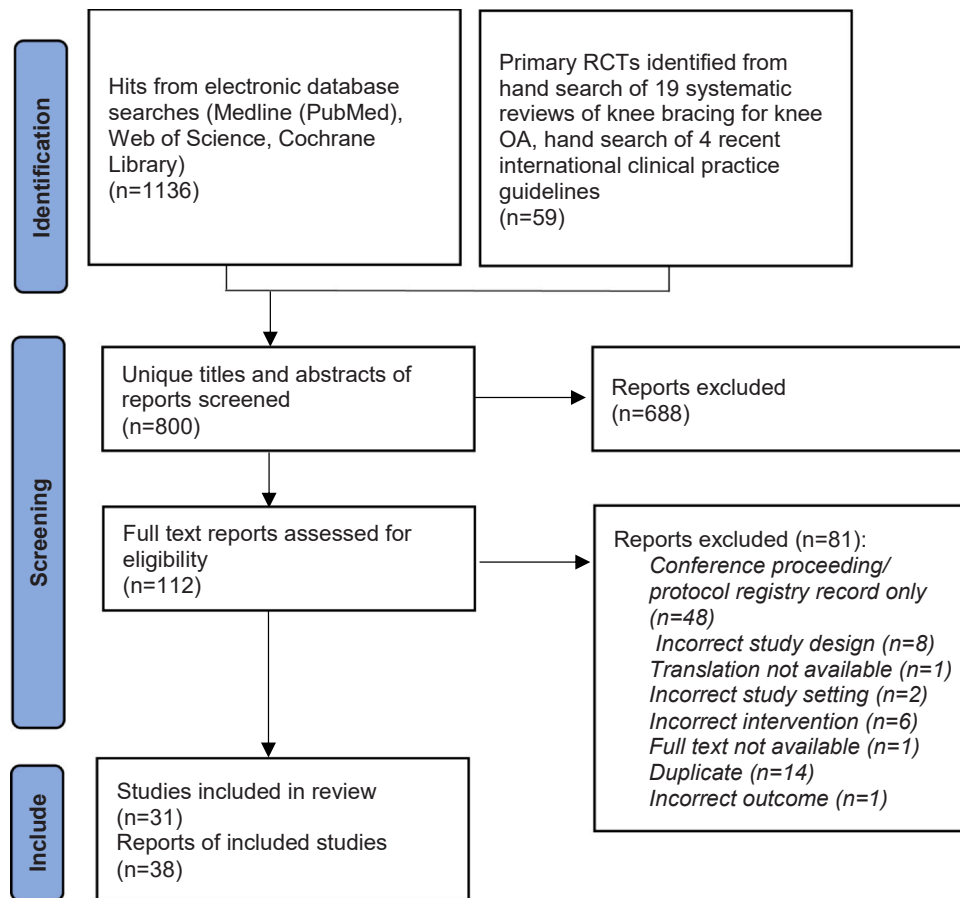 Identification
Hits from electronic database
searches (Medline (PubMed),
Web of Science, Cochrane
Library)
(n=1136)
Primary RCTs identified from
hand search of 19 systematic
reviews of knee bracing for knee
OA, hand search of 4 recent
international clinical practice
guidelines
(n=59)
Screening
Unique titles and abstracts of
reports screened
(n=800)
Reports excluded
(n=688)
Full text reports assessed for
eligibility
(n=112)
Reports excluded (n=81):
Conference proceeding/
protocol registry record only
(n=48)
Incorrect study design (n=8)
Translation not available (n=1)
Incorrect study setting (n=2)
Incorrect intervention (n=6)
Full text not available (n=1)
Duplicate (n=14)
Incorrect outcome (n=1)
Include
Studies included in review
(n=31)
Reports of included studies
(n=38)